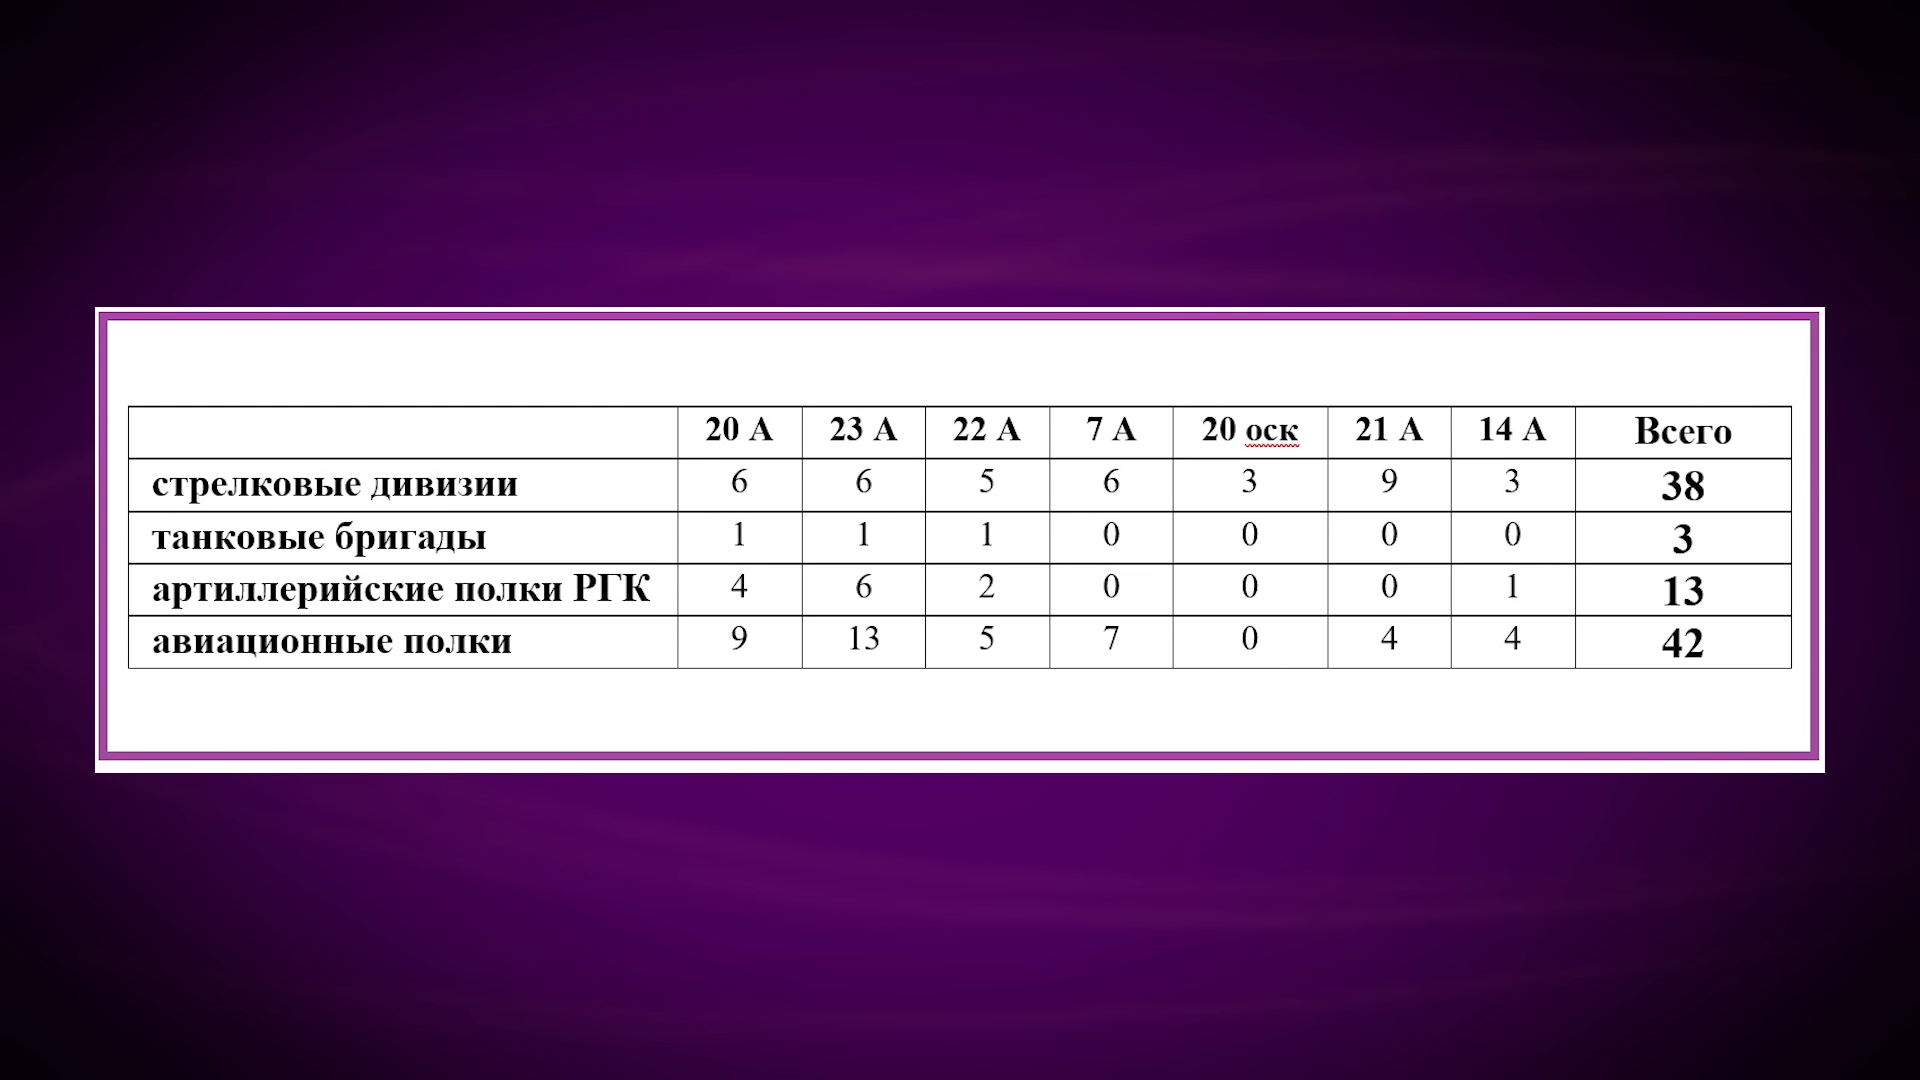 20 А 23 А 22 А 7 А 20 оск 21 А 14 А Всего
стрелковые дивизии 6 6 5 6 3 9 3 38
танковые бригады 1 1 1 0 0 0 0 3
артиллерийские полки РГК 4 6 2 0 0 0 1 13
авиационные полки 9 13 5 7 0 4 4 42